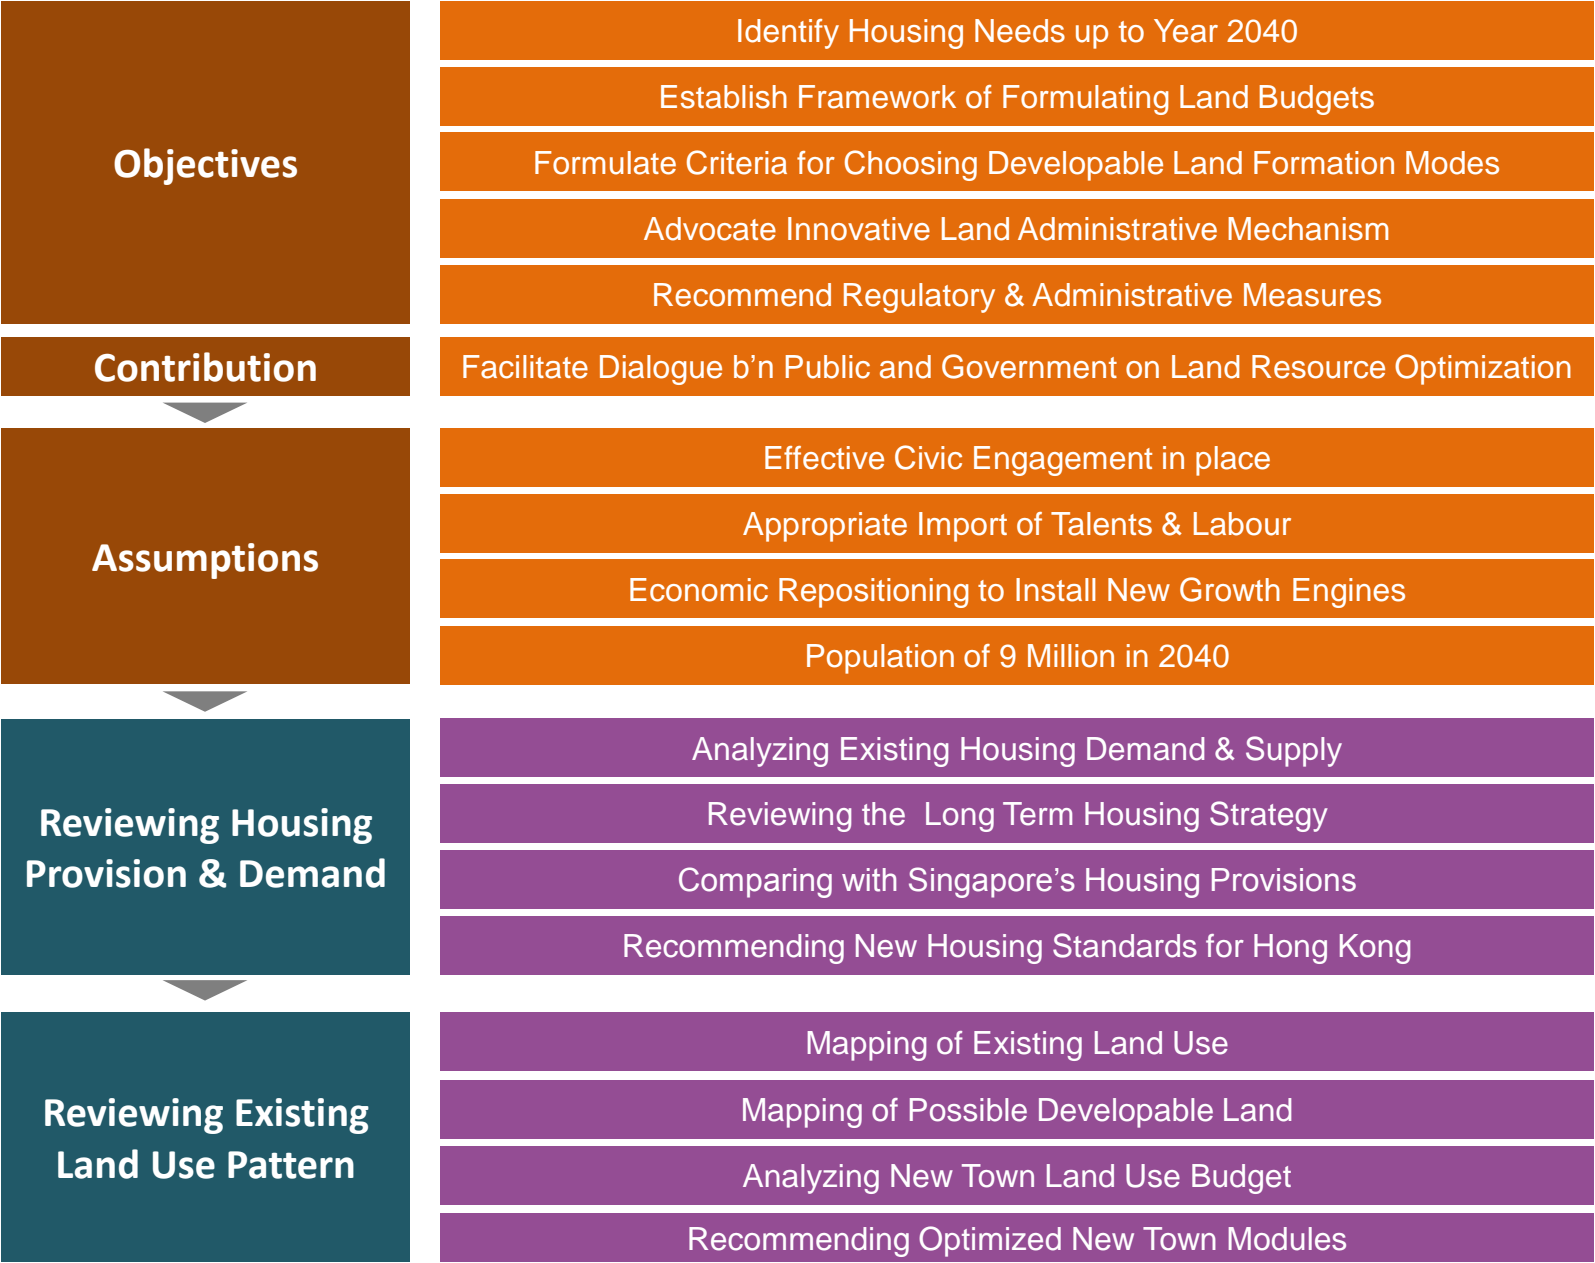 Objectives
Identify Housing Needs up to Year 2040
Establish Framework of Formulating Land Budgets
Formulate Criteria for Choosing Developable Land Formation Modes
Advocate Innovative Land Administrative Mechanism
Recommend Regulatory & Administrative Measures
Contribution
Facilitate Dialogue b’n Public and Government on Land Resource Optimization
Assumptions
Effective Civic Engagement in place
Appropriate Import of Talents & Labour
Economic Repositioning to Install New Growth Engines
Population of 9 Million in 2040
Reviewing Housing
Provision & Demand
Analyzing Existing Housing Demand & Supply
Reviewing the  Long Term Housing Strategy
Comparing with Singapore’s Housing Provisions
Recommending New Housing Standards for Hong Kong
Reviewing Existing
Land Use Pattern
Mapping of Existing Land Use
Mapping of Possible Developable Land
Analyzing New Town Land Use Budget
Recommending Optimized New Town Modules